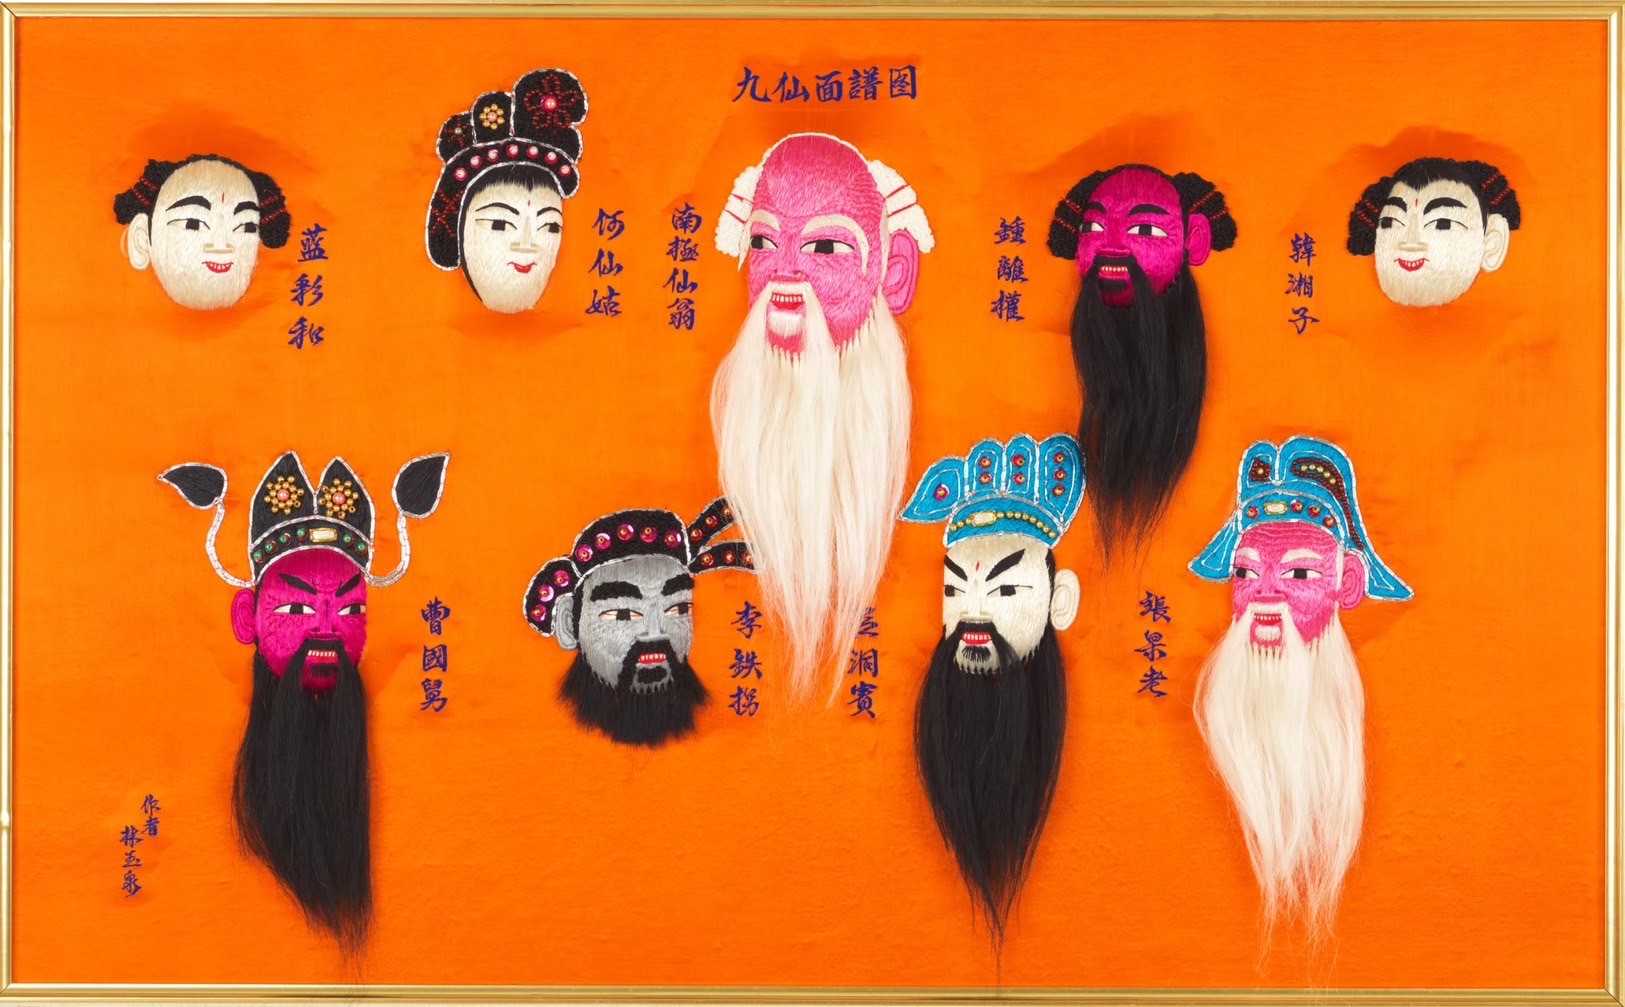 九仙面譜图
藍彩和
何仙姑
南極仙翁
鍾離權
韓湘子
曹國舅
李鉄拐
洞賓
張果老
作者
林玉泉